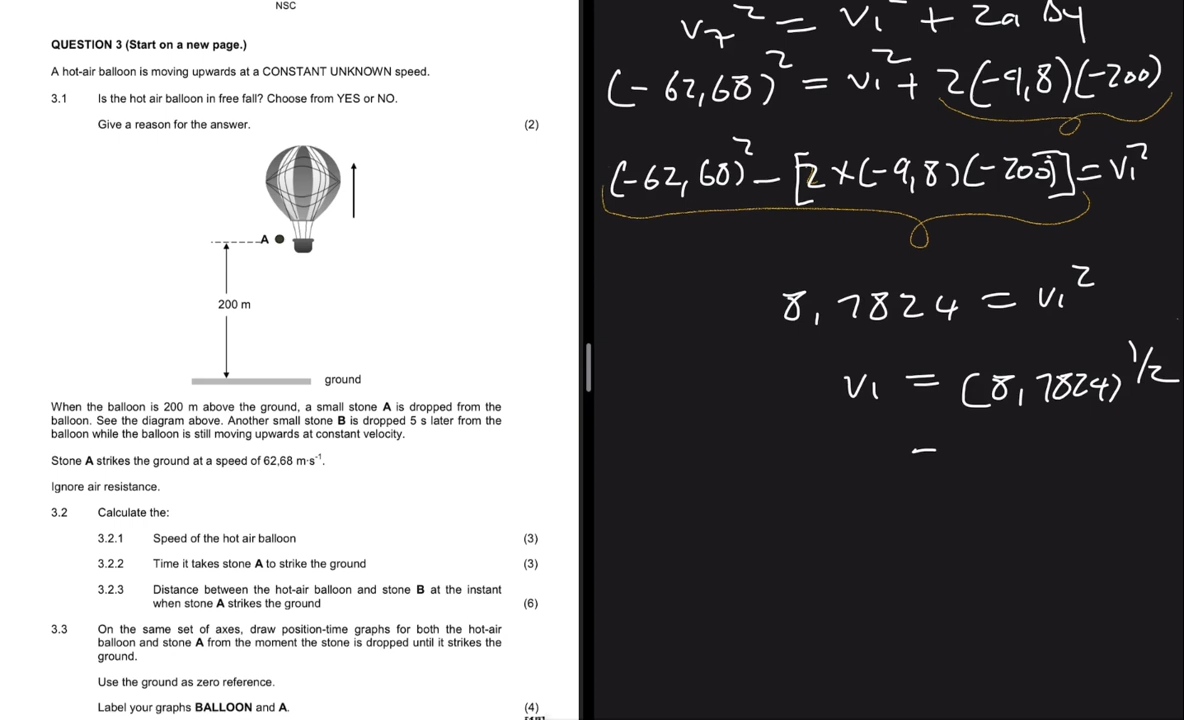 NSC
QUESTION 3 (Start on a new page.)
A hot-air balloon is moving upwards at a CONSTANT UNKNOWN speed.
3.1 Is the hot air balloon in free fall? Choose from YES or NO.
Give a reason for the answer. (2)
A
200 m
ground
When the balloon is 200 m above the ground, a small stone A is dropped from the
balloon. See the diagram above. Another small stone B is dropped 5 s later from the
balloon while the balloon is still moving upwards at constant velocity.
Stone A strikes the ground at a speed of 62,68 m·s⁻¹.
Ignore air resistance.
3.2 Calculate the:
3.2.1 Speed of the hot air balloon (3)
3.2.2 Time it takes stone A to strike the ground (3)
3.2.3 Distance between the hot-air balloon and stone B at the instant
when stone A strikes the ground (6)
3.3 On the same set of axes, draw position-time graphs for both the hot-air
balloon and stone A from the moment the stone is dropped until it strikes the
ground.
Use the ground as zero reference.
Label your graphs BALLOON and A. (4)
vf² = vi² + 2a Δy
(-62,68)² = vi² + 2(-9,8)(-200)
(-62,68)² - [2×(-9,8)(-200)] = vi²
8,7824 = vi²
vi = (8,7824)^1/2
=